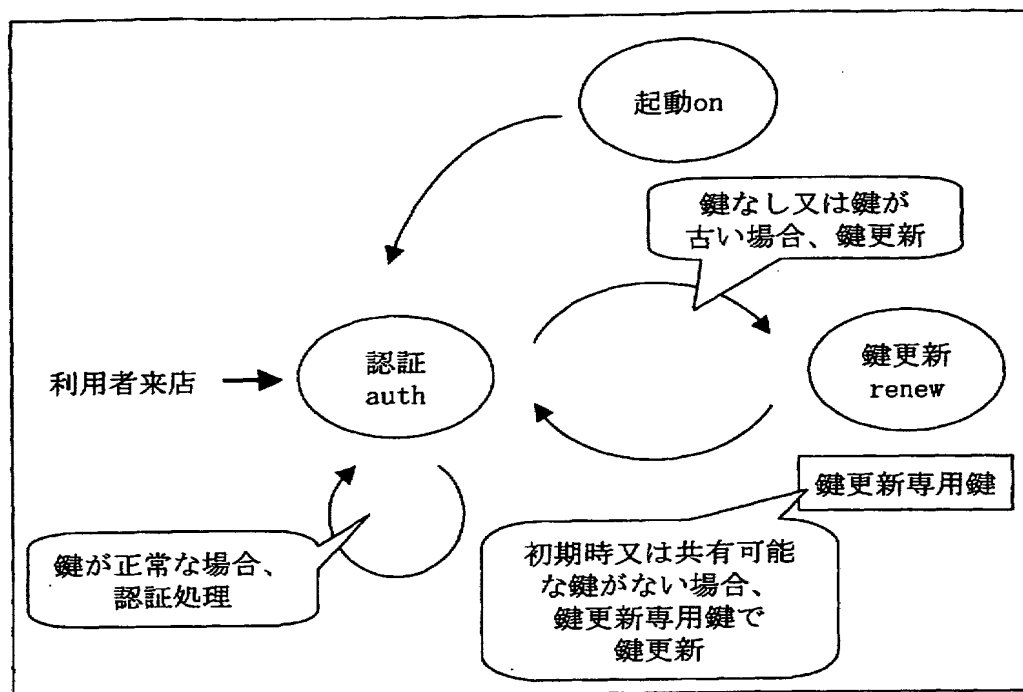 起動on
鍵なし又は鍵が
古い場合、鍵更新
認証
auth
鍵更新
renew
利用者来店
鍵更新専用鍵
鍵が正常な場合、
認証処理
初期時又は共有可能
な鍵がない場合、
鍵更新専用鍵で
鍵更新